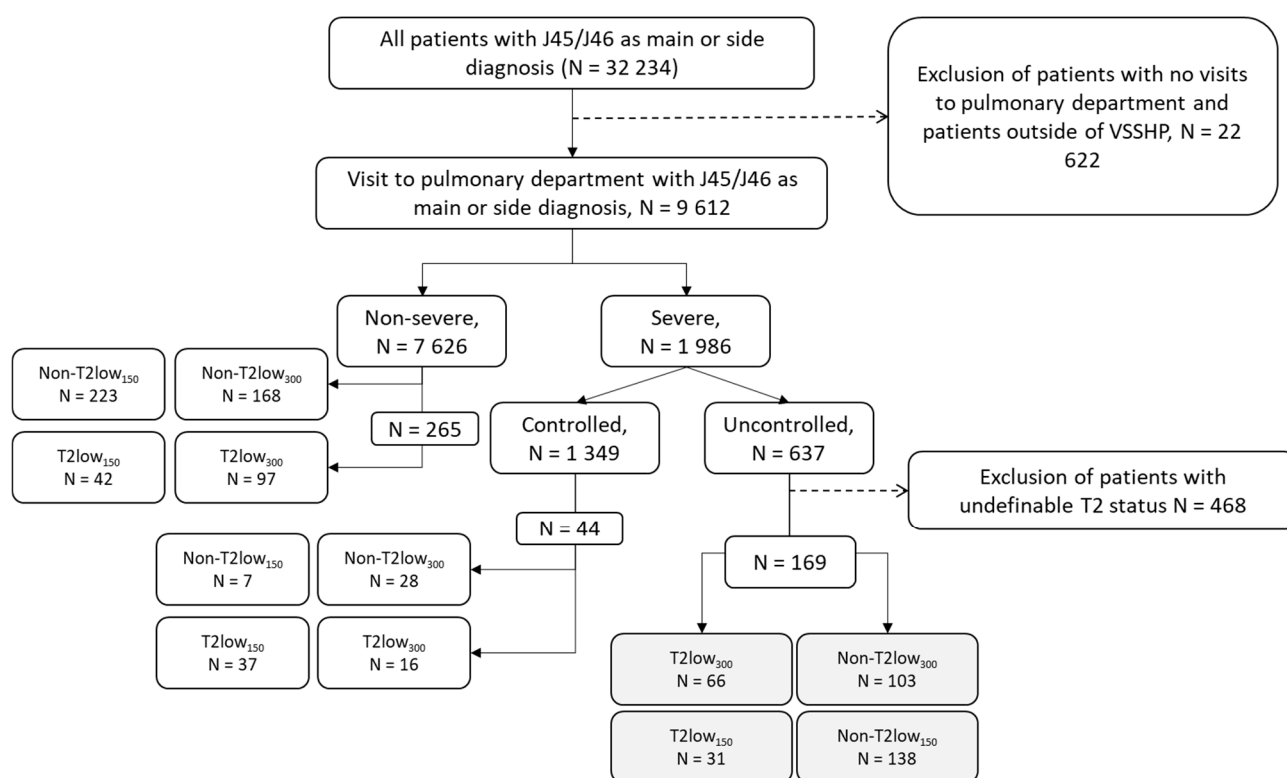 All patients with J45/J46 as main or side
diagnosis (N = 32 234)
Exclusion of patients with no visits
to pulmonary department and
patients outside of VSSHP, N = 22
622
Visit to pulmonary department with J45/J46 as
main or side diagnosis, N = 9 612
Non-severe,
N = 7 626
Severe,
N = 1 986
Non-T2low150
N = 223
Non-T2low300
N = 168
N = 265
T2low150
N = 42
T2low300
N = 97
Controlled,
N = 1 349
Uncontrolled,
N = 637
Exclusion of patients with
undefinable T2 status N = 468
N = 44
Non-T2low150
N = 7
Non-T2low300
N = 28
T2low150
N = 37
T2low300
N = 16
N = 169
T2low300
N = 66
Non-T2low300
N = 103
T2low150
N = 31
Non-T2low150
N = 138